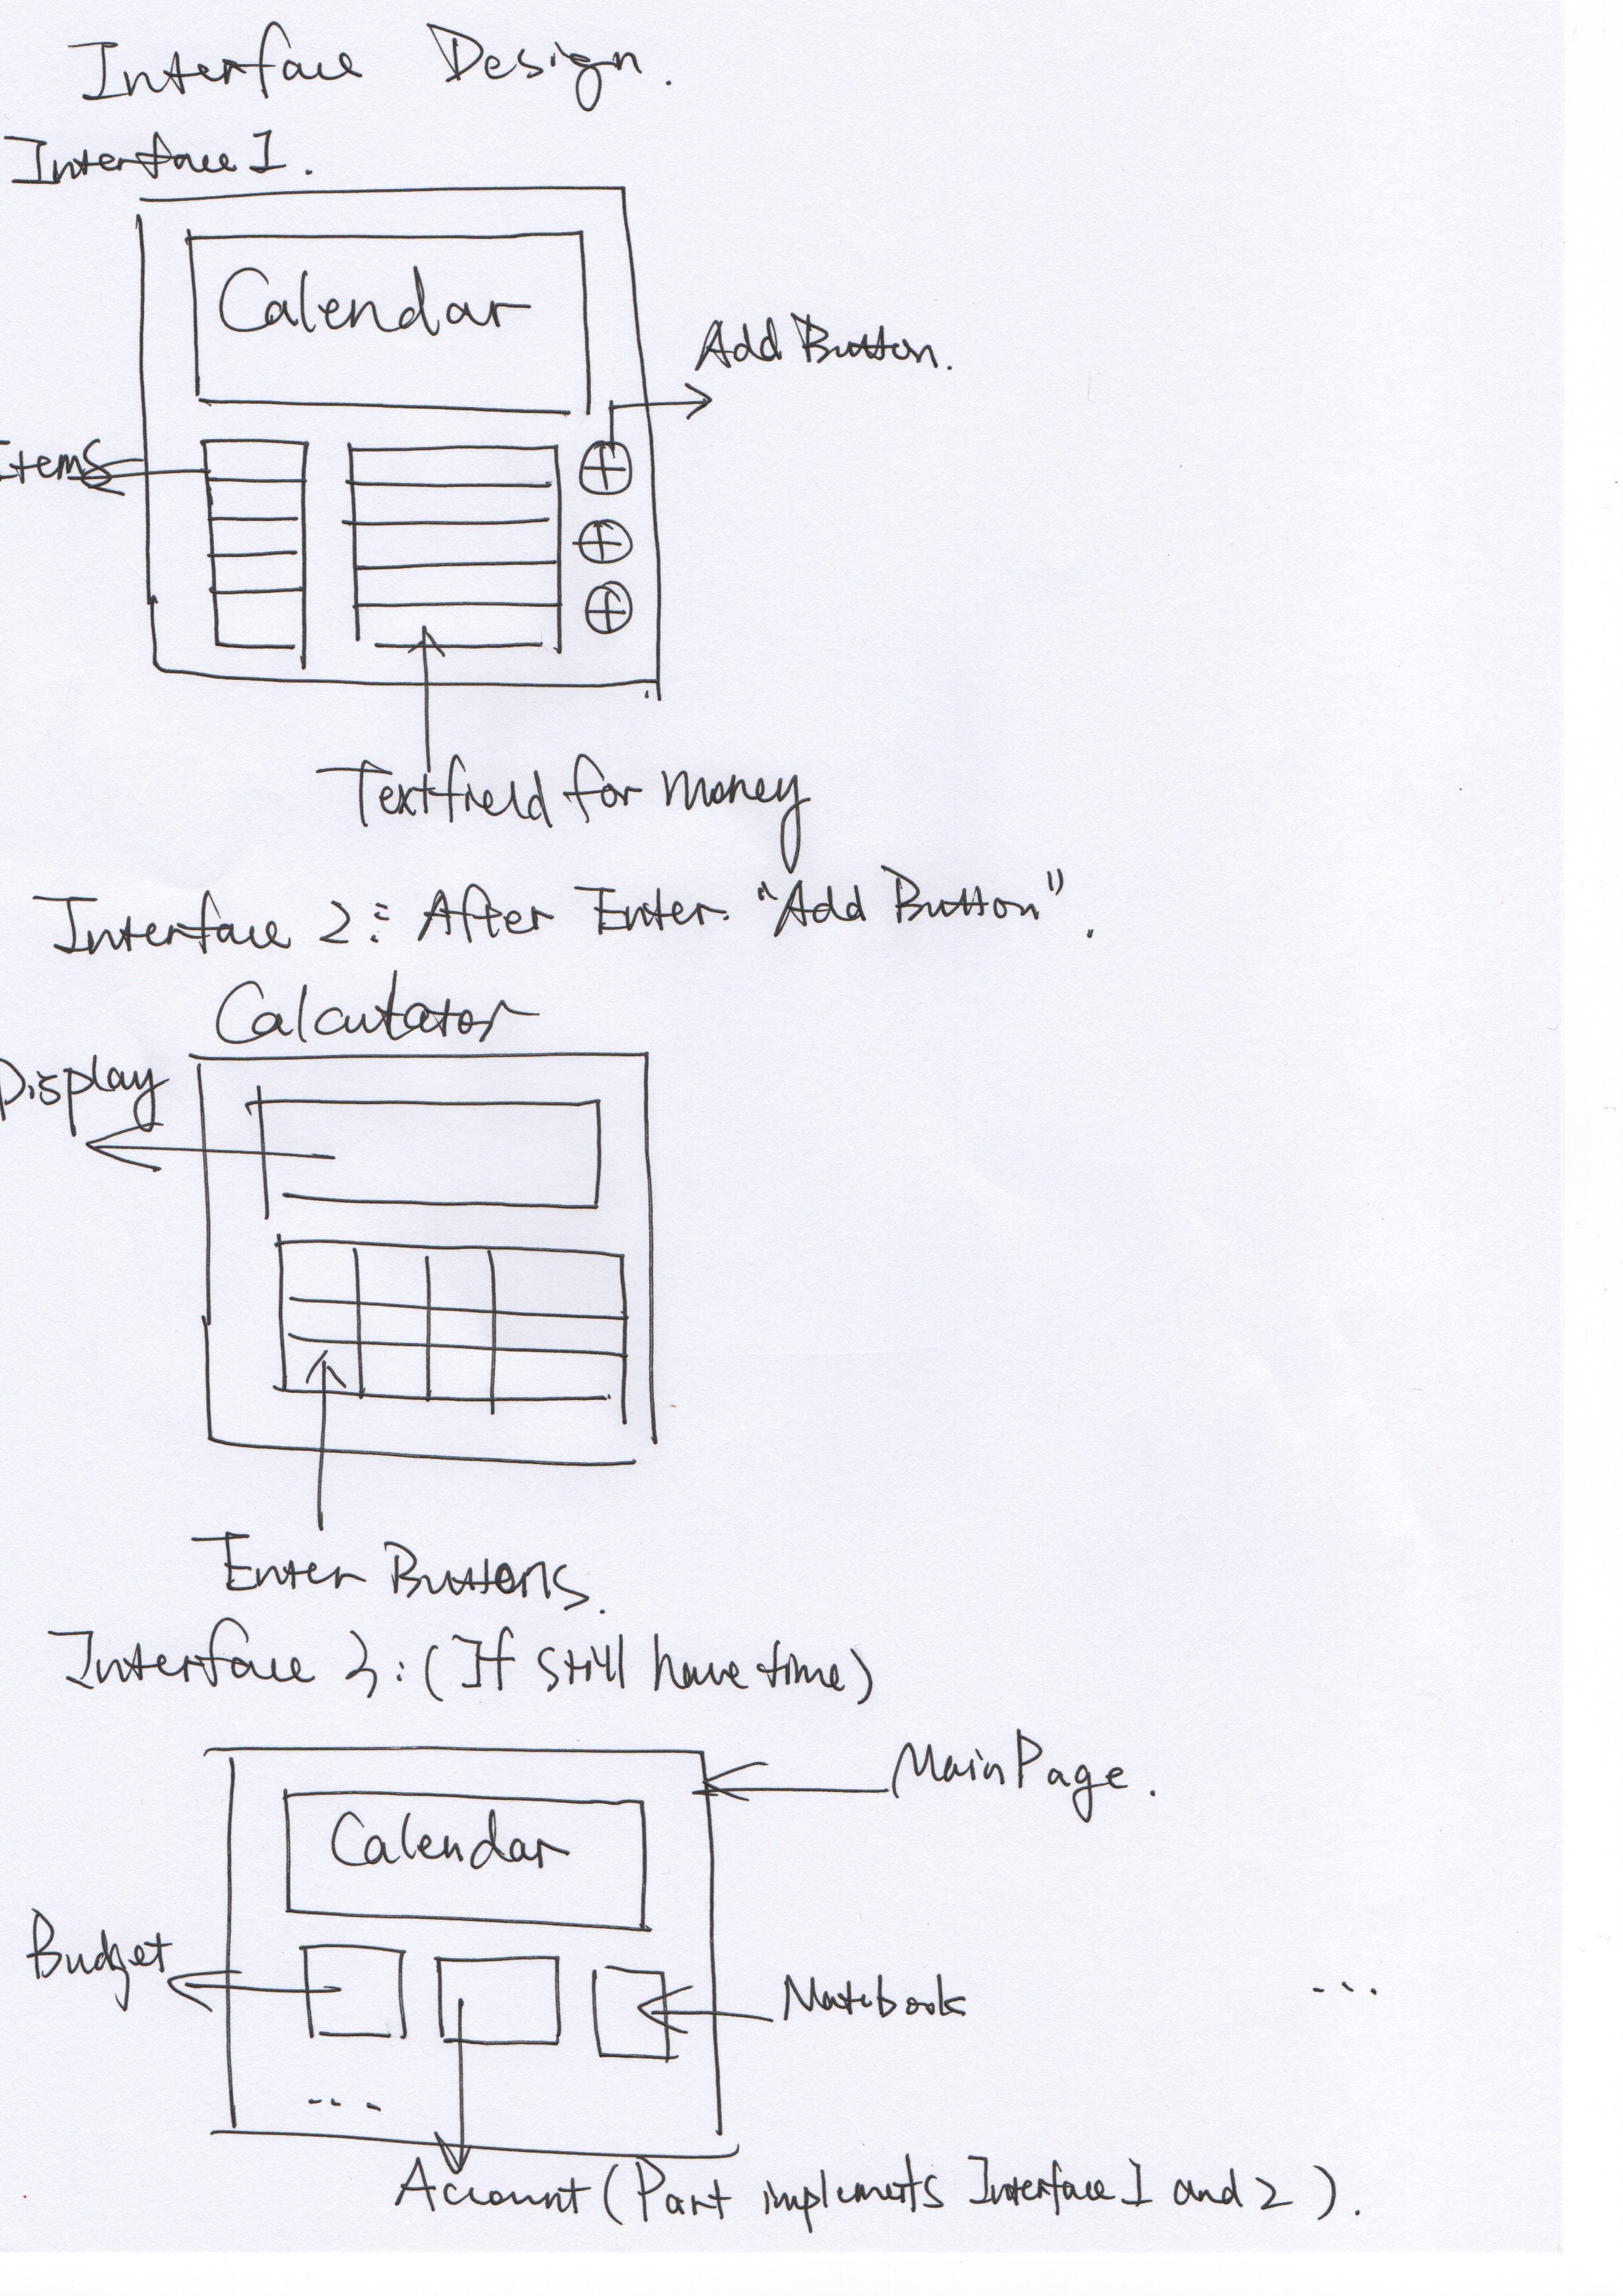 Interface Design.
Interface 1.
Calendar
Add Button.
Items
Textfield for Money
Interface 2: After Enter "Add Button".
Calculator
Display
Enter Buttons.
Interface 3: (If still have time)
Main Page.
Calendar
Budget
Notebook
...
...
Account (Part implements Interface 1 and 2).